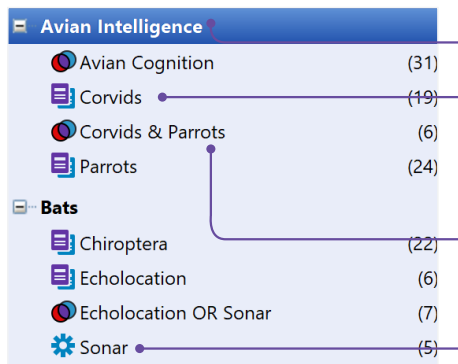 Avian Intelligence
Avian Cognition (31)
Corvids (19)
Corvids & Parrots (6)
Parrots (24)
Bats
Chiroptera (22)
Echolocation (6)
Echolocation OR Sonar (7)
Sonar (5)